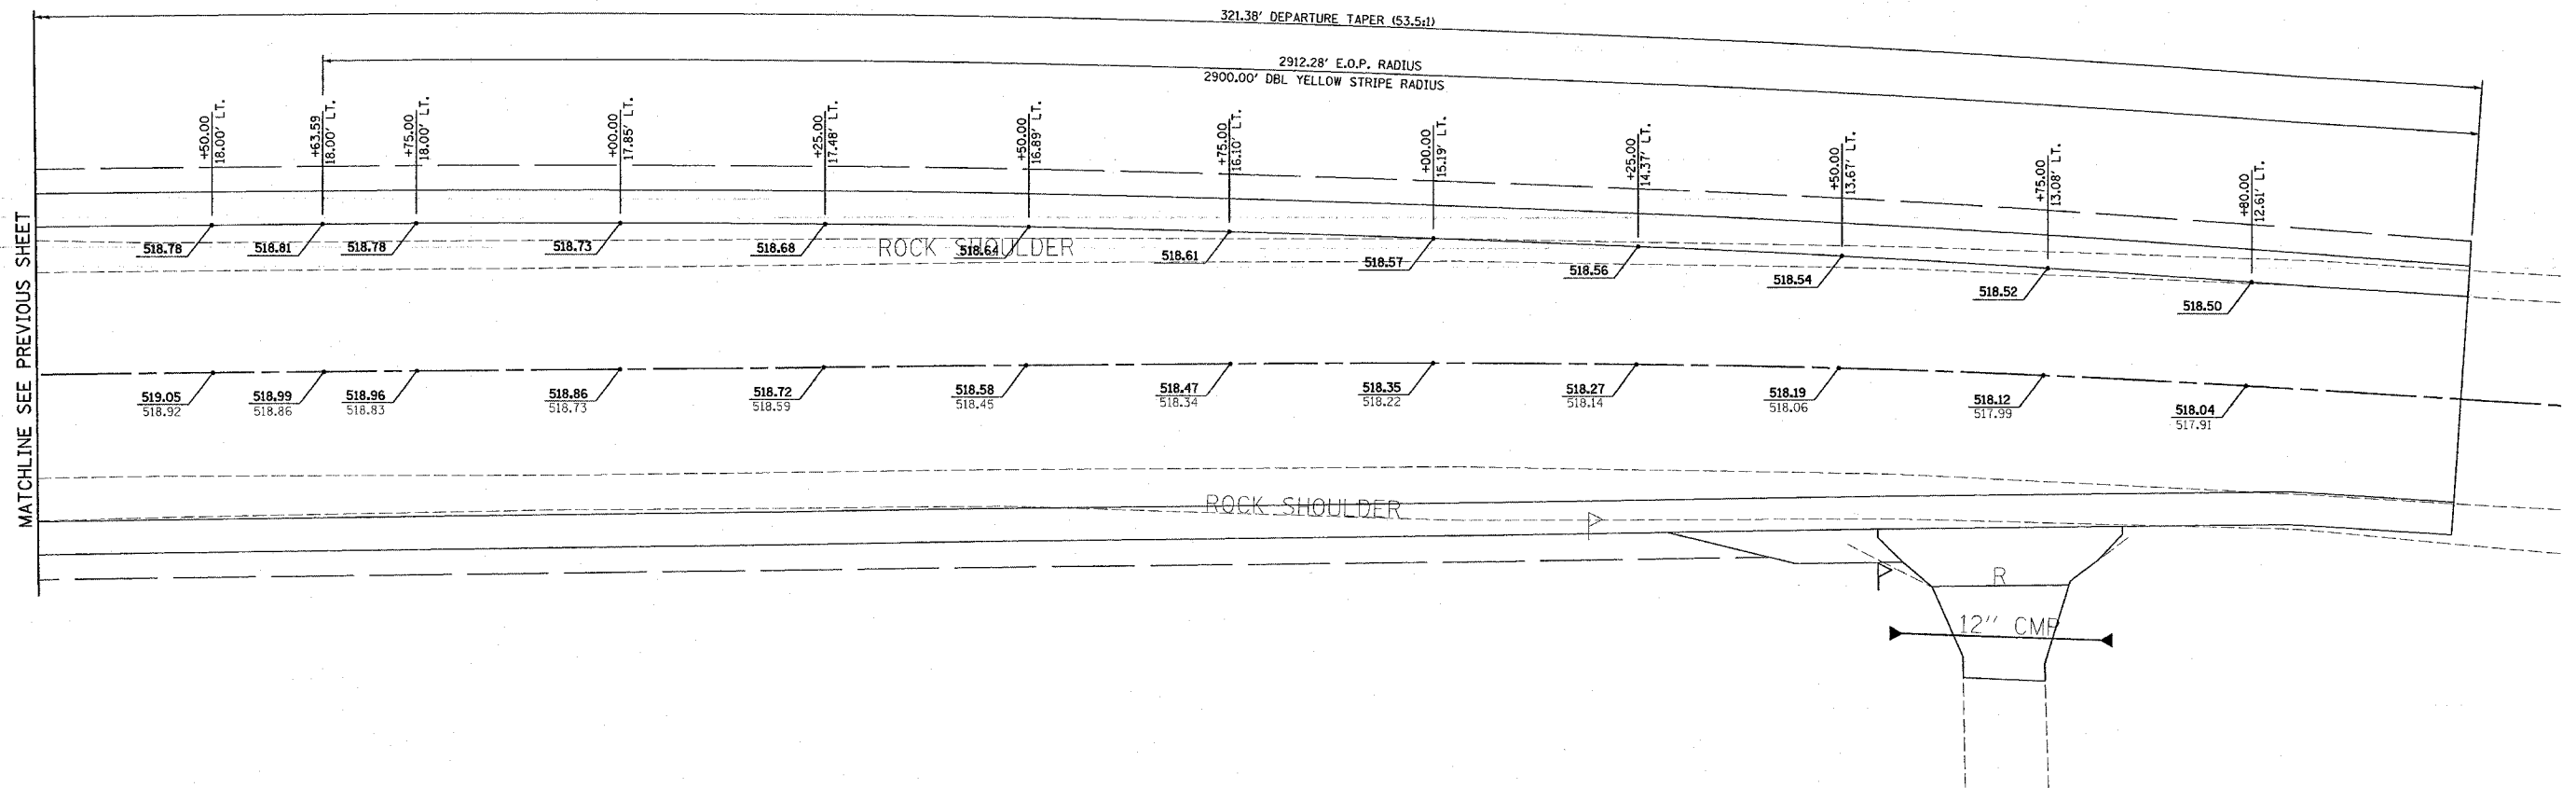 321.38' DEPARTURE TAPER (53.5:1)
2912.28' E.O.P. RADIUS
2900.00' DBL YELLOW STRIPE RADIUS
+50.00
18.00' LT.
+63.59
18.00' LT.
+75.00
18.00' LT.
+00.00
17.85' LT.
+25.00
17.48' LT.
+50.00
16.89' LT.
+75.00
16.10' LT.
+00.00
15.19' LT.
+25.00
14.37' LT.
+50.00
13.67' LT.
+75.00
13.08' LT.
+80.00
12.61' LT.
MATCHLINE SEE PREVIOUS SHEET
518.78
518.81
518.78
518.73
518.68
ROCK SHOULDER
518.64
518.61
518.57
518.56
518.54
518.52
518.50
519.05
518.92
518.99
518.86
518.96
518.83
518.86
518.73
518.72
518.59
518.58
518.45
518.47
518.34
518.35
518.22
518.27
518.14
518.19
518.06
518.12
517.99
518.04
517.91
ROCK SHOULDER
P
P
R
12'' CMP